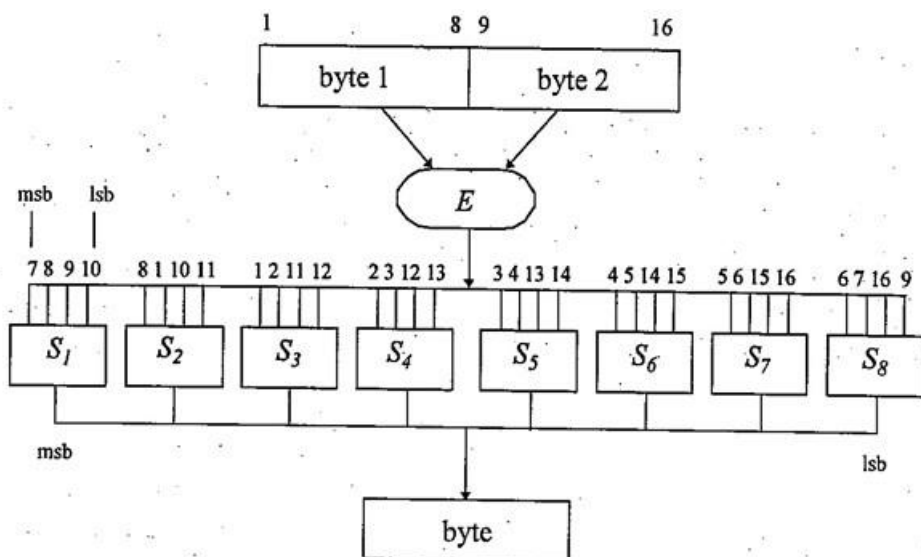 1 8 9 16
byte 1 byte 2
E
msb lsb
7 8 9 10 8 1 10 11 1 2 11 12 2 3 12 13 3 4 13 14 4 5 14 15 5 6 15 16 6 7 16 9
S1 S2 S3 S4 S5 S6 S7 S8
msb lsb
byte